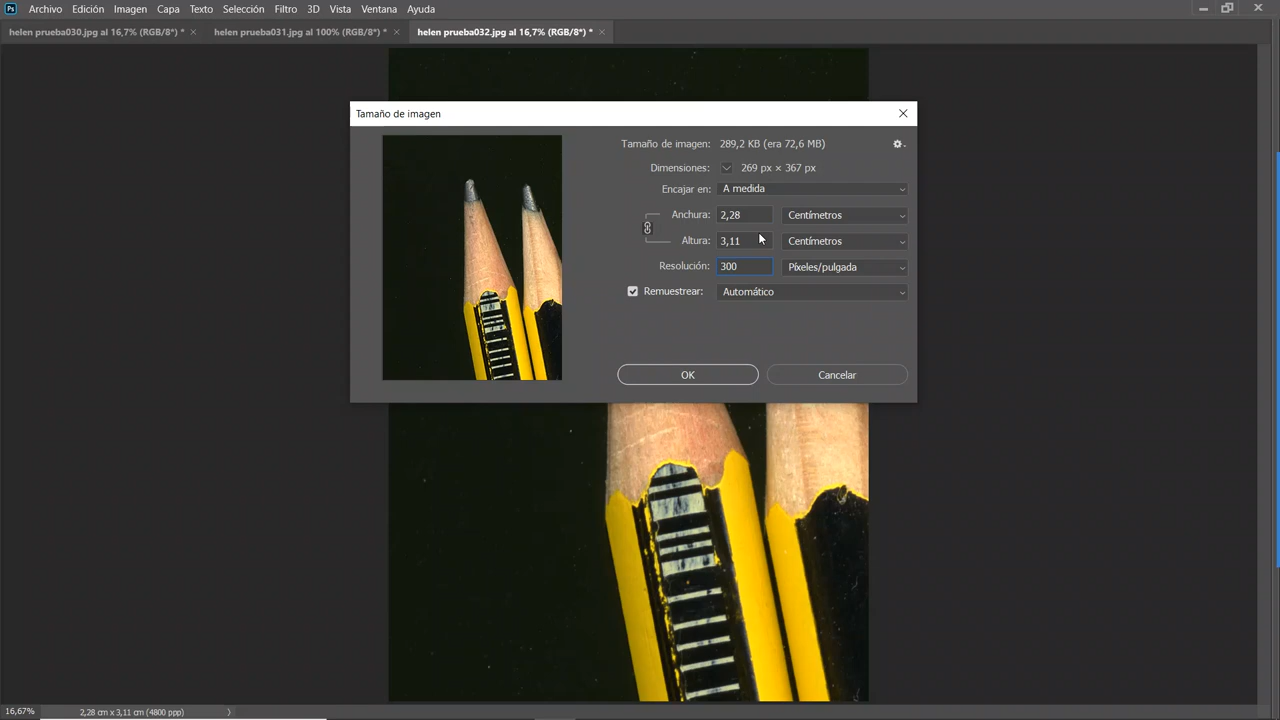 Ps Archivo Edición Imagen Capa Texto Selección Filtro 3D Vista Ventana Ayuda
helen prueba030.jpg al 16,7% (RGB/8*) * helen prueba031.jpg al 100% (RGB/8*) * helen prueba032.jpg al 16,7% (RGB/8*) *
Tamaño de imagen
Tamaño de imagen: 289,2 KB (era 72,6 MB)
Dimensiones: 269 px × 367 px
Encajar en: A medida
Anchura: 2,28 Centímetros
Altura: 3,11 Centímetros
Resolución: 300 Píxeles/pulgada
Remuestrear: Automático
OK Cancelar
16,67% 2,28 cm x 3,11 cm (4800 ppp)